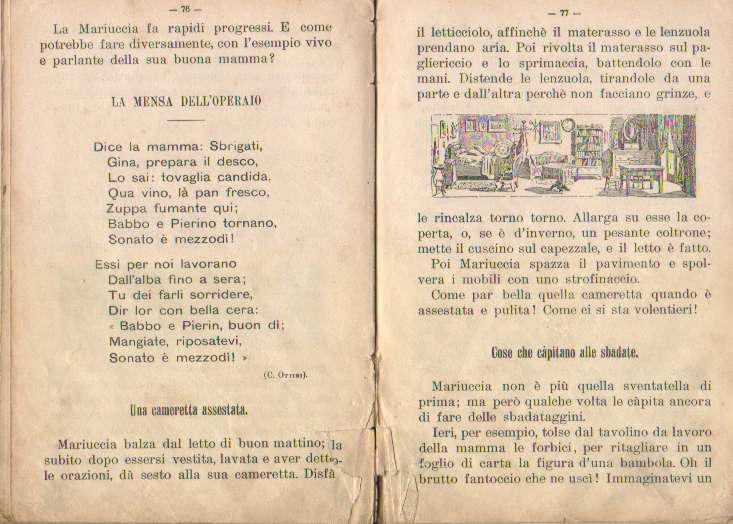 — 76 —
La Mariuccia fa rapidi progressi. E come
potrebbe fare diversamente, con l'esempio vivo
e parlante della sua buona mamma?
LA MENSA DELL'OPERAIO
Dice la mamma: Sbrigati,
Gina, prepara il desco,
Lo sai: tovaglia candida.
Qua vino, là pan fresco,
Zuppa fumante qui;
Babbo e Pierino tornano,
Sonato è mezzodì!
Essi per noi lavorano
Dall'alba fino a sera;
Tu dei farli sorridere,
Dir lor con bella cera:
« Babbo e Pierin, buon dì;
Mangiate, riposatevi,
Sonato è mezzodì! »
Una cameretta assestata.
Mariuccia balza dal letto di buon mattino; la
subito dopo essersi vestita, lavata e aver detto
le orazioni, dà sesto alla sua cameretta. Disfà
— 77 —
il letticciolo, affinchè il materasso e le lenzuola
prendano aria. Poi rivolta il materasso sul pa-
gliericcio e lo sprimaccia, battendolo con le
mani. Distende le lenzuola, tirandole da una
parte e dall'altra perchè non facciano grinze, e
le rincalza torno torno. Allarga su esse la co-
perta, o, se è d'inverno, un pesante coltrone;
mette il cuscino sul capezzale, e il letto è fatto.
Poi Mariuccia spazza il pavimento e spol-
vera i mobili con uno strofinaccio.
Come par bella quella cameretta quando è
assestata e pulita! Come ci si sta volentieri!
Cose che càpitano alle sbadate.
Mariuccia non è più quella sventatella di
prima; ma però qualche volta le càpita ancora
di fare delle sbadataggini.
Ieri, per esempio, tolse dal tavolino da lavoro
della mamma le forbici, per ritagliare in un
foglio di carta la figura d'una bambola. Oh il
brutto fantoccio che ne uscì! Immaginatevi un